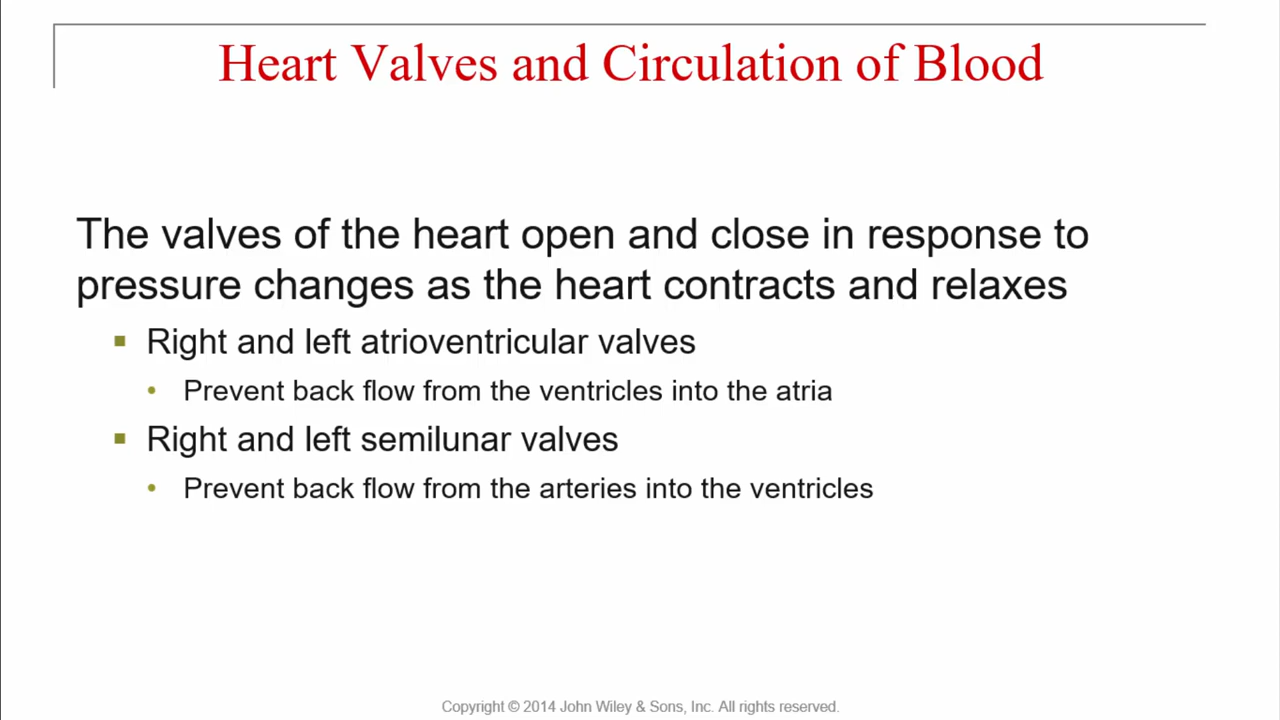 Heart Valves and Circulation of Blood
The valves of the heart open and close in response to
pressure changes as the heart contracts and relaxes
▪ Right and left atrioventricular valves
• Prevent back flow from the ventricles into the atria
▪ Right and left semilunar valves
• Prevent back flow from the arteries into the ventricles
Copyright © 2014 John Wiley & Sons, Inc. All rights reserved.